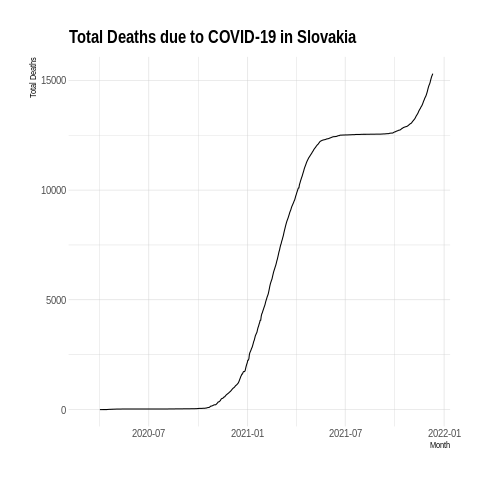 Total Deaths due to COVID-19 in Slovakia
Total Deaths
15000
10000
5000
0
2020-07 2021-01 2021-07 2022-01
Month